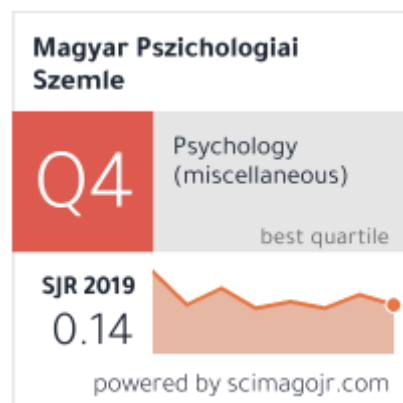 Magyar Pszichologiai
Szemle
Q4
Psychology
(miscellaneous)
best quartile
SJR 2019
0.14
powered by scimagojr.com